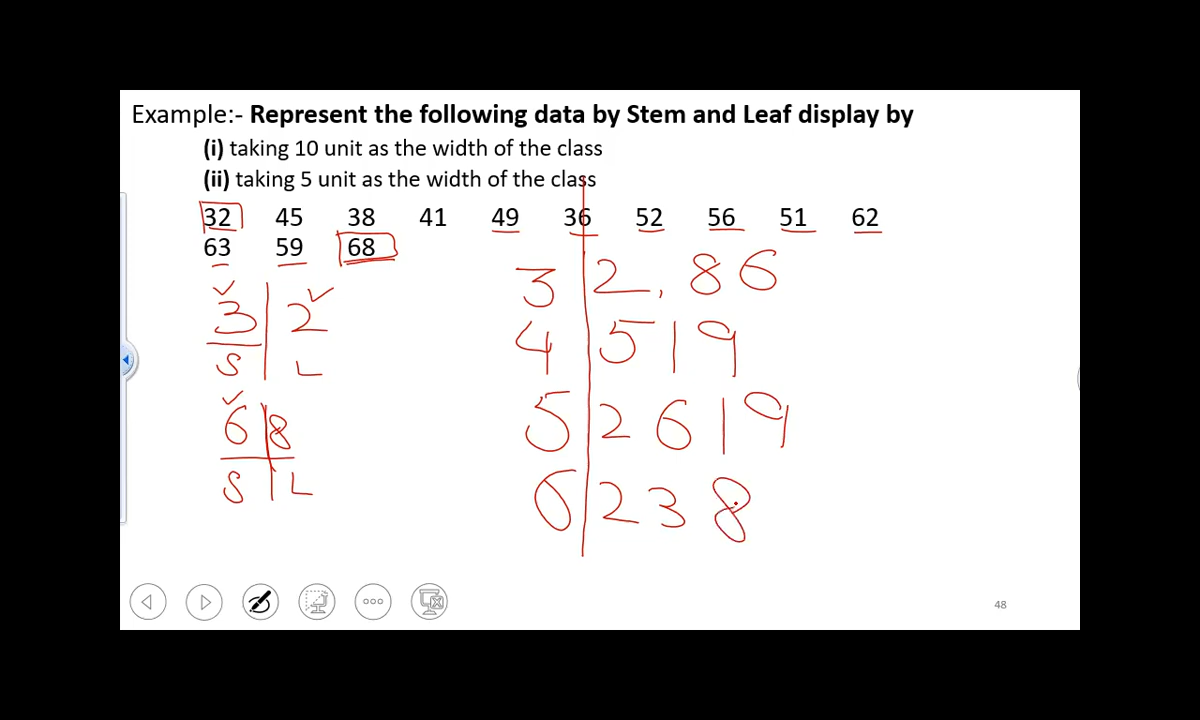 Example:- Represent the following data by Stem and Leaf display by
(i) taking 10 unit as the width of the class
(ii) taking 5 unit as the width of the class
32 45 38 41 49 36 52 56 51 62
63 59 68
3 | 2
S | L
6 | 8
S | L
3 | 2, 8 6
4 | 5 1 9
5 | 2 6 1 9
6 | 2 3 8
48